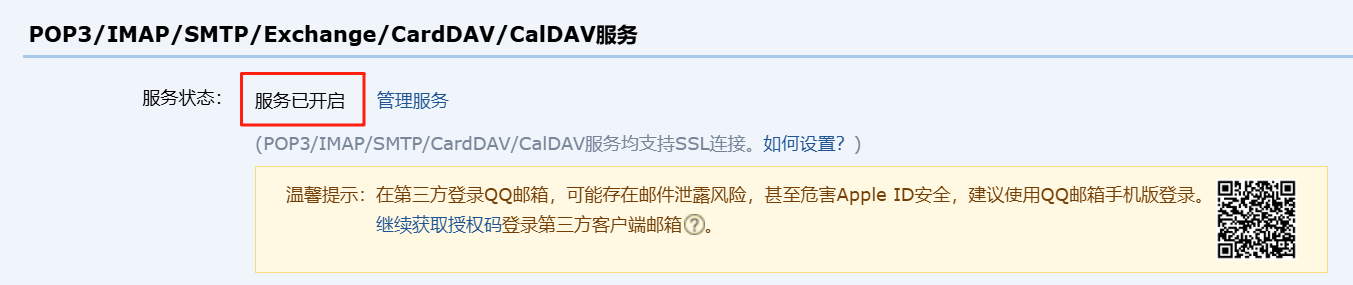 POP3/IMAP/SMTP/Exchange/CardDAV/CalDAV服务
服务状态： 服务已开启 管理服务
(POP3/IMAP/SMTP/CardDAV/CalDAV服务均支持SSL连接。如何设置？)
温馨提示：在第三方登录QQ邮箱，可能存在邮件泄露风险，甚至危害Apple ID安全，建议使用QQ邮箱手机版登录。
继续获取授权码登录第三方客户端邮箱?。